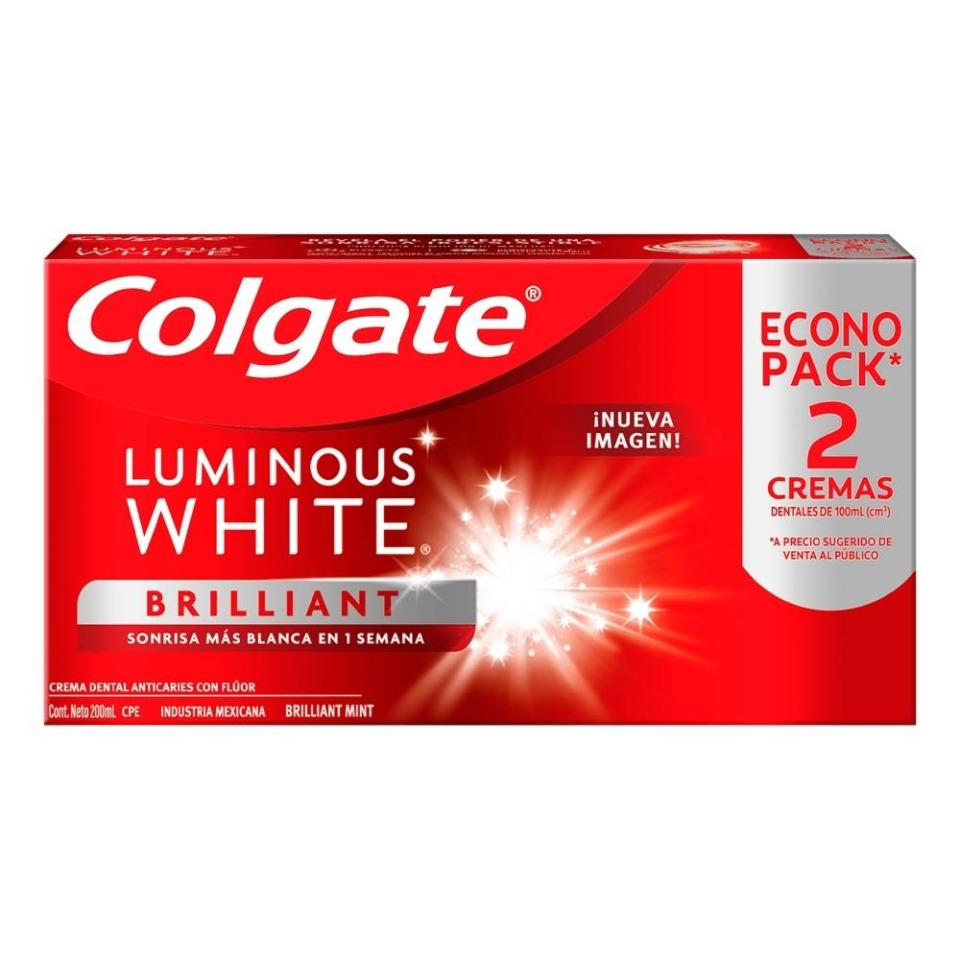 LUMINOUS
WHITE
Colgate®
LUMINOUS
WHITE®
BRILLIANT
SONRISA MÁS BLANCA EN 1 SEMANA
CREMA DENTAL ANTICARIES CON FLÚOR
Cont. Neto 200mL CPE INDUSTRIA MEXICANA BRILLIANT MINT
¡NUEVA
IMAGEN!
ECONO
PACK*
2
CREMAS
DENTALES DE 100mL (cm³)
*A PRECIO SUGERIDO DE
VENTA AL PÚBLICO